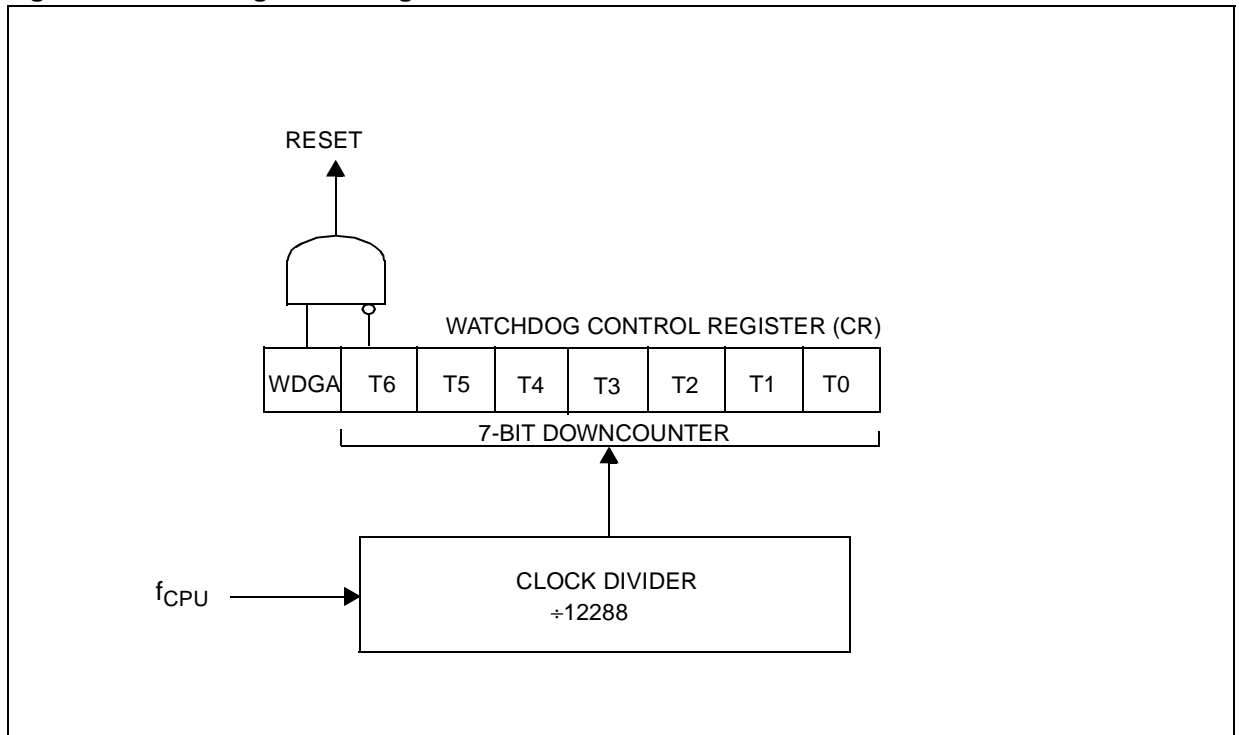 RESET
WATCHDOG CONTROL REGISTER (CR)
WDGA T6 T5 T4 T3 T2 T1 T0
7-BIT DOWNCOUNTER
fCPU
CLOCK DIVIDER
÷12288